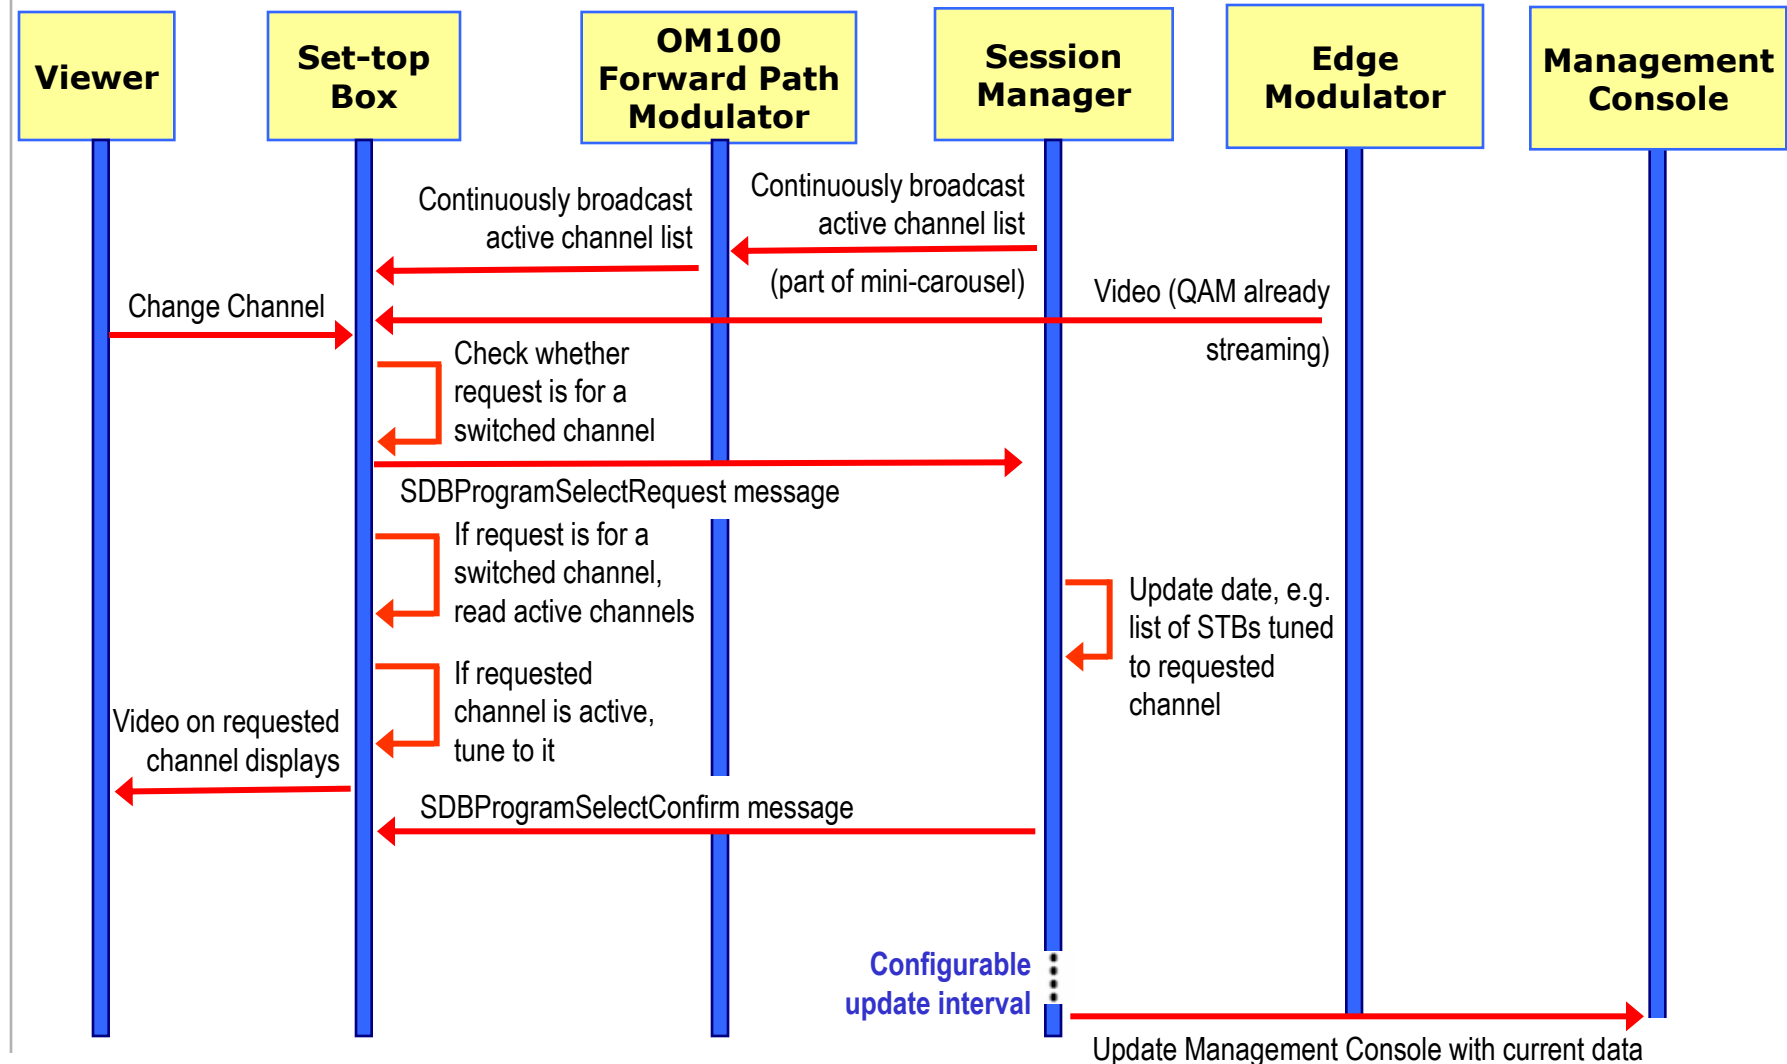 Viewer
Set-top
Box
OM100
Forward Path
Modulator
Session
Manager
Edge
Modulator
Management
Console
Continuously broadcast
active channel list
Continuously broadcast
active channel list
(part of mini-carousel)
Video (QAM already
streaming)
Change Channel
Check whether
request is for a
switched channel
SDBProgramSelectRequest message
If request is for a
switched channel,
read active channels
Update date, e.g.
list of STBs tuned
to requested
channel
If requested
channel is active,
tune to it
Video on requested
channel displays
SDBProgramSelectConfirm message
Configurable
update interval
Update Management Console with current data